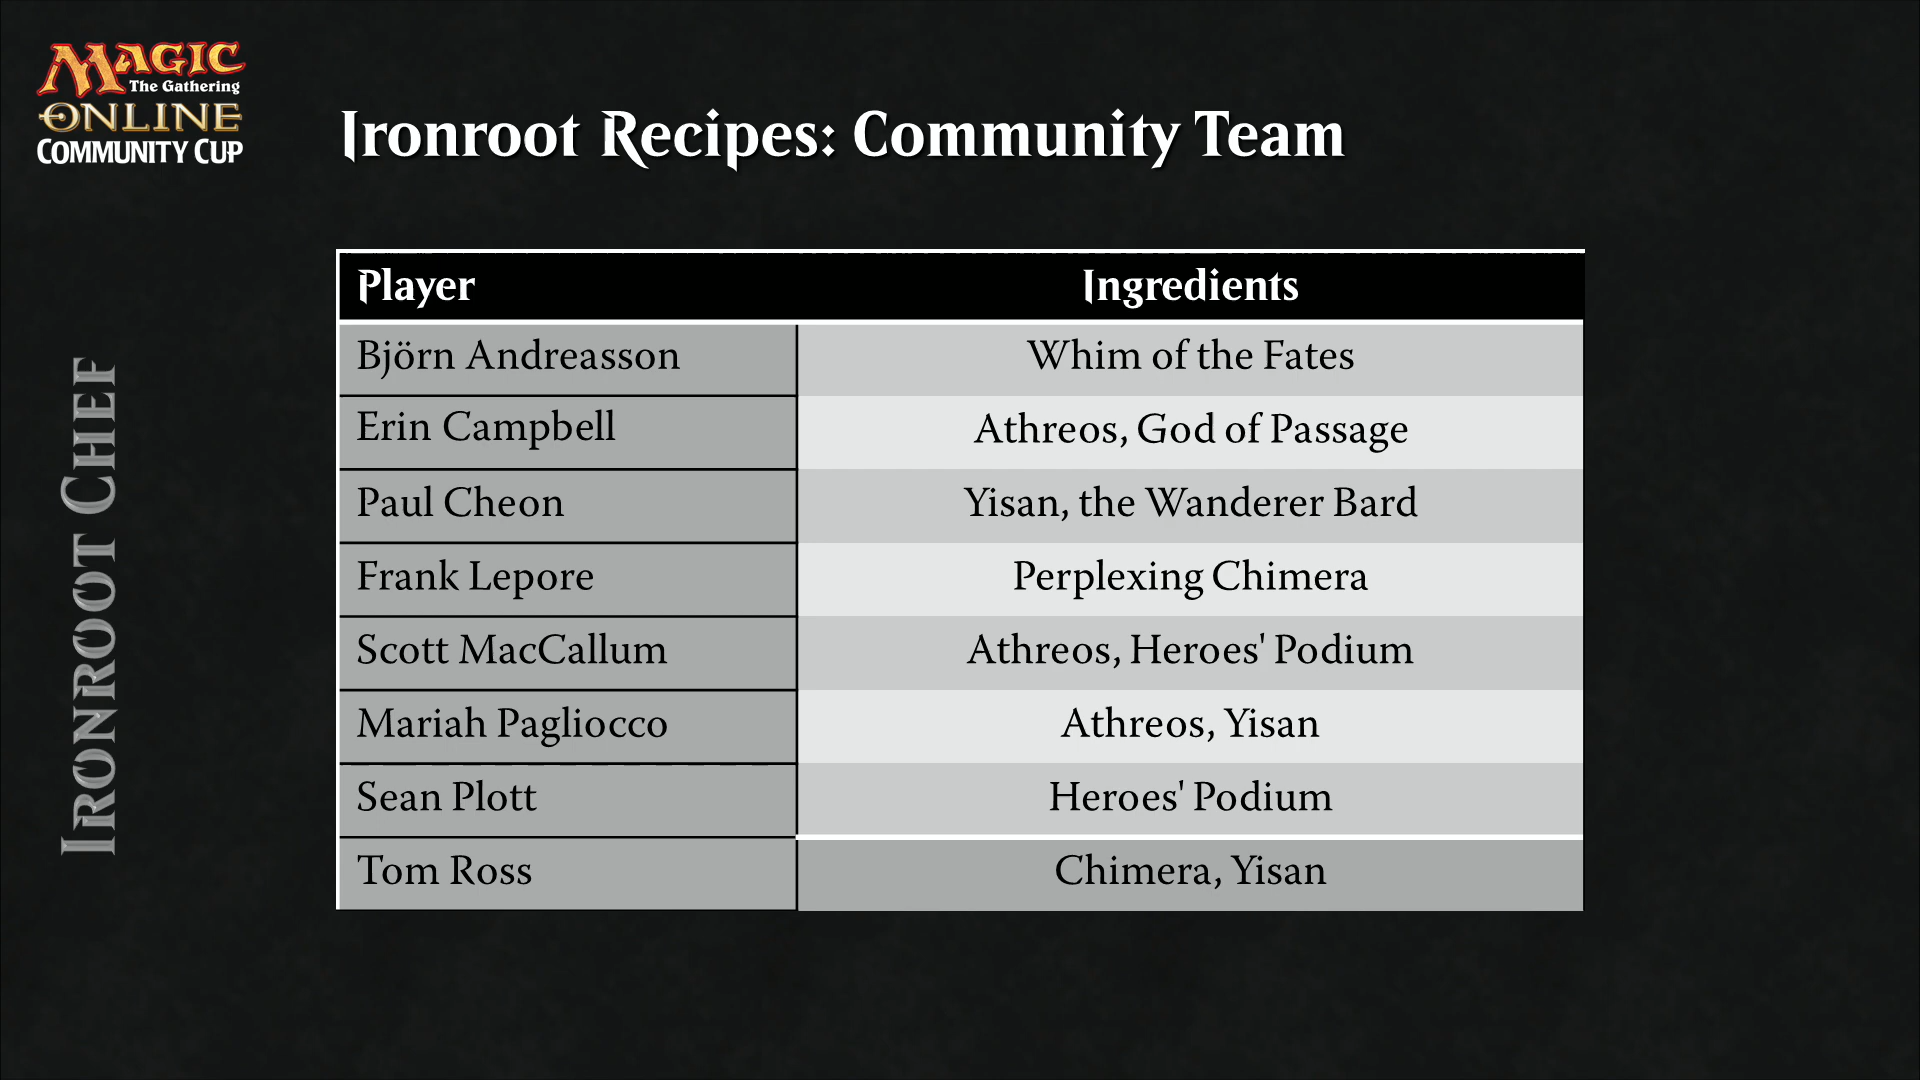 MAGIC
The Gathering
ONLINE
COMMUNITY CUP
Ironroot Recipes: Community Team
IRONROOT CHEF
Player Ingredients
Björn Andreasson Whim of the Fates
Erin Campbell Athreos, God of Passage
Paul Cheon Yisan, the Wanderer Bard
Frank Lepore Perplexing Chimera
Scott MacCallum Athreos, Heroes' Podium
Mariah Pagliocco Athreos, Yisan
Sean Plott Heroes' Podium
Tom Ross Chimera, Yisan